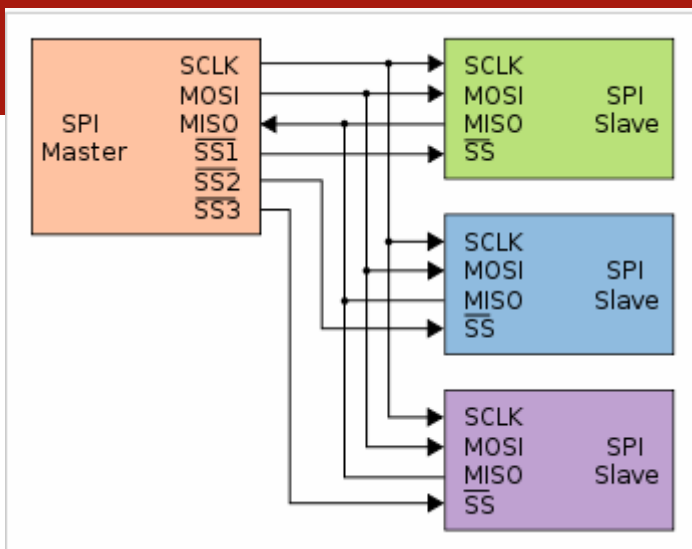 SCLK
MOSI
MISO
SS1
SS2
SS3
SPI
Master
SCLK
MOSI
MISO
SS
SPI
Slave
SCLK
MOSI
MISO
SS
SPI
Slave
SCLK
MOSI
MISO
SS
SPI
Slave